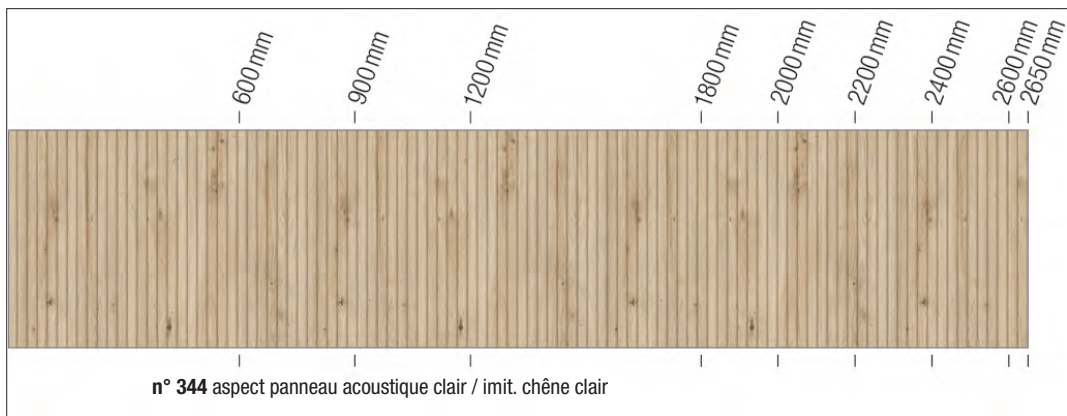 600 mm
900 mm
1200 mm
1800 mm
2000 mm
2200 mm
2400 mm
2600 mm
2650 mm
n° 344 aspect panneau acoustique clair / imit. chêne clair